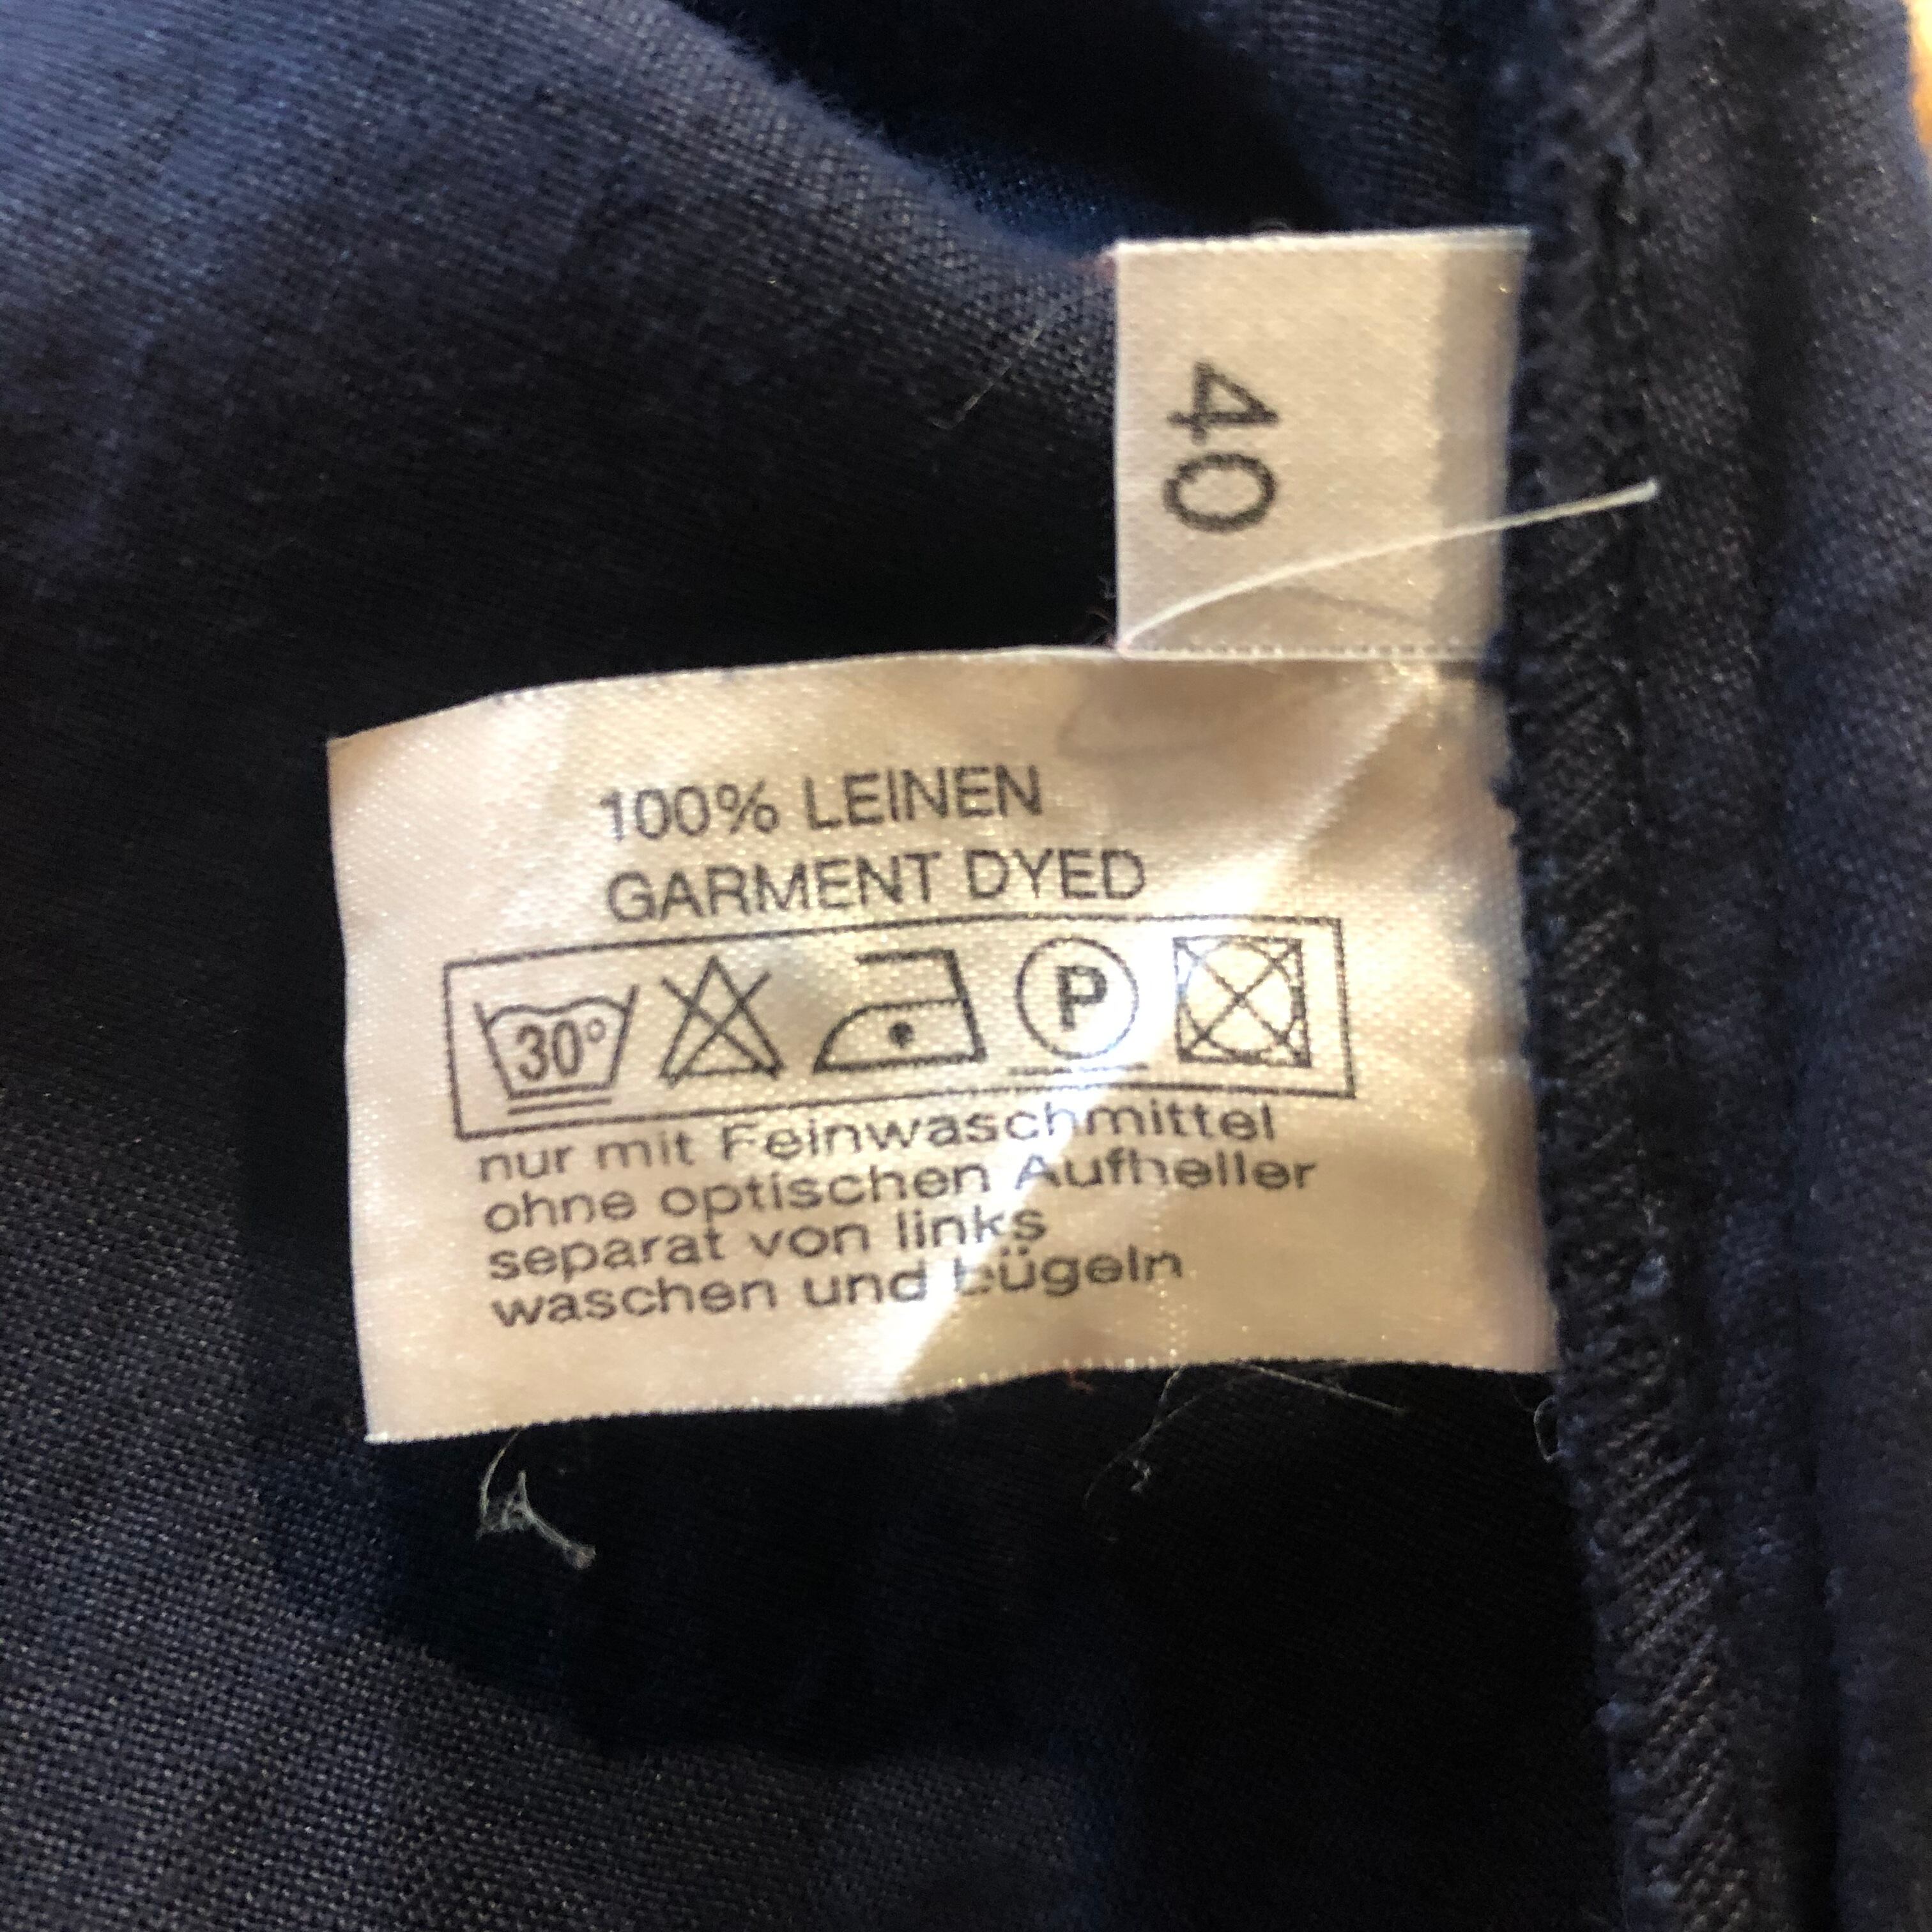 40
100% LEINEN
GARMENT DYED
30°
P
nur mit Feinwaschmittel
ohne optischen Aufheller
separat von links
waschen und bügeln